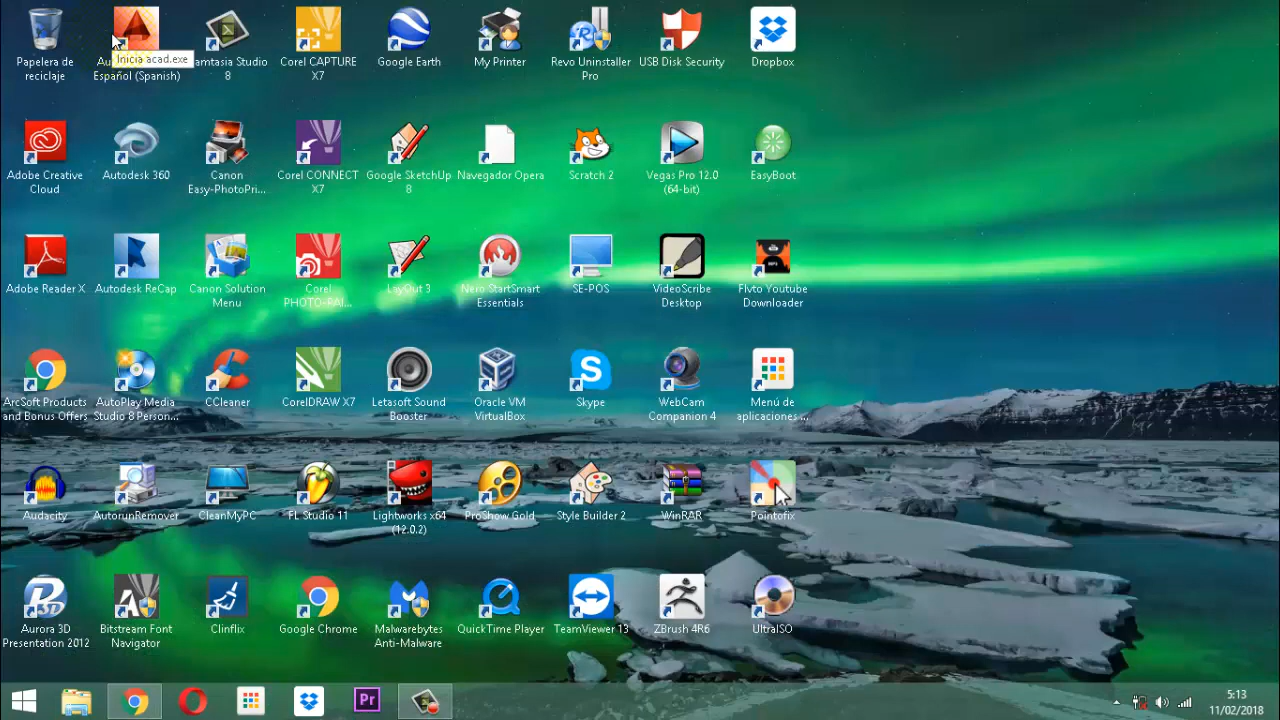 Papelera de
reciclaje
Español (Spanish)
Inicia acad.exe
amtasia Studio
8
Corel CAPTURE
X7
Google Earth
My Printer
Revo Uninstaller
Pro
USB Disk Security
Dropbox
Adobe Creative
Cloud
Autodesk 360
Canon
Easy-PhotoPri...
Corel CONNECT
X7
Google SketchUp
8
Navegador Opera
Scratch 2
Vegas Pro 12.0
(64-bit)
EasyBoot
Adobe Reader X
Autodesk ReCap
Canon Solution
Menu
Corel
PHOTO-PAI...
LayOut 3
Nero StartSmart
Essentials
SE-POS
VideoScribe
Desktop
Flvto Youtube
Downloader
ArcSoft Products
and Bonus Offers
AutoPlay Media
Studio 8 Person...
CCleaner
CorelDRAW X7
Letasoft Sound
Booster
Oracle VM
VirtualBox
Skype
WebCam
Companion 4
Menú de
aplicaciones ...
Audacity
AutorunRemover
CleanMyPC
FL Studio 11
Lightworks x64
(12.0.2)
ProShow Gold
Style Builder 2
WinRAR
Pointofix
Aurora 3D
Presentation 2012
Bitstream Font
Navigator
Clinflix
Google Chrome
Malwarebytes
Anti-Malware
QuickTime Player
TeamViewer 13
ZBrush 4R6
UltraISO
Pr
5:13
11/02/2018